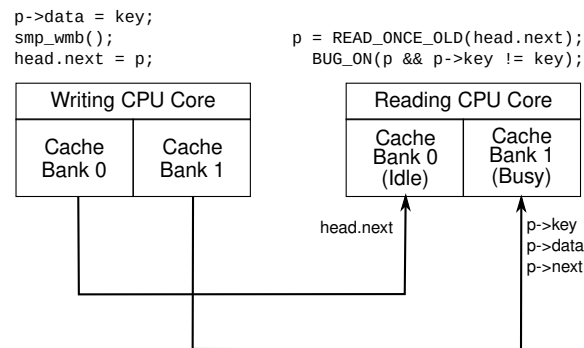 p->data = key;
smp_wmb();
head.next = p;
p = READ_ONCE_OLD(head.next);
BUG_ON(p && p->key != key);
Writing CPU Core
Cache
Bank 0
Cache
Bank 1
Reading CPU Core
Cache
Bank 0
(Idle)
Cache
Bank 1
(Busy)
head.next
p->key
p->data
p->next